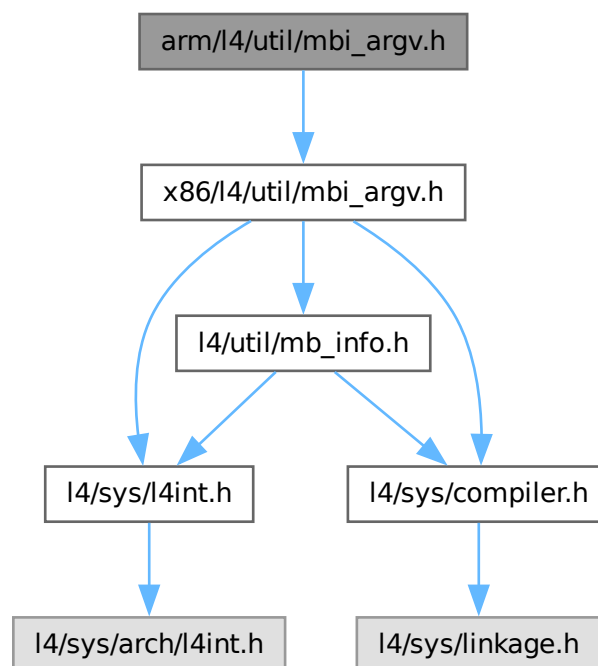 arm/l4/util/mbi_argv.h
x86/l4/util/mbi_argv.h
l4/util/mb_info.h
l4/sys/l4int.h
l4/sys/compiler.h
l4/sys/arch/l4int.h
l4/sys/linkage.h